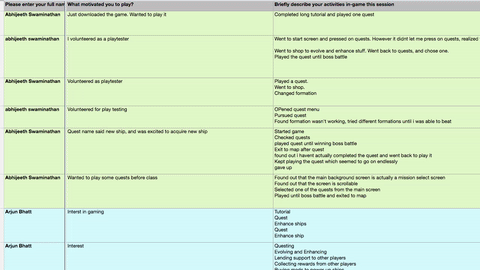 Please enter your full nam What motivated you to play? Briefly describe your activities in-game this session
Abhijeeth Swaminathan Just downloaded the game. Wanted to play it Completed long tutorial and played one quest
abhijeeth swaminathan I volunteered as a playtester Went to start screen and pressed on quests. However it didnt let me press on quests, realized
Went to shop to evolve and enhance stuff. Went back to quests, and chose one.
Played the quest until boss battle
Abhijeeth Swaminathan Volunteered as playtester Played a quest.
Went to shop.
Changed formation
abhijeeth swaminathan Volunteered for play testing OPened quest menu
Pursued quest
Found formation wasn't working, tried different formations until i was able to beat
Abhijeeth Swaminathan Quest name said new ship, and was excited to acquire new ship Started game
Checked quests
played quest until winning boss battle
Exit to map after quest
found out i havent actually completed the quest and went back to play it
Kept playing the quest which seemed to go on endlessly
gave up
Abhijeeth Swaminathan Wanted to play some quests before class Found out that the main background screen is actually a mission select screen
Found out that the screen is scrollable
Selected one of the quests from the main screen
Played until boss battle and exited to map
Arjun Bhatt Interst in gaming Tutorial
Quest
Enhance ships
Quest
Enhance ship
Arjun Bhatt Interest Questing
Evolving and Enhancing
Lending support to other players
Collecting rewards from other players